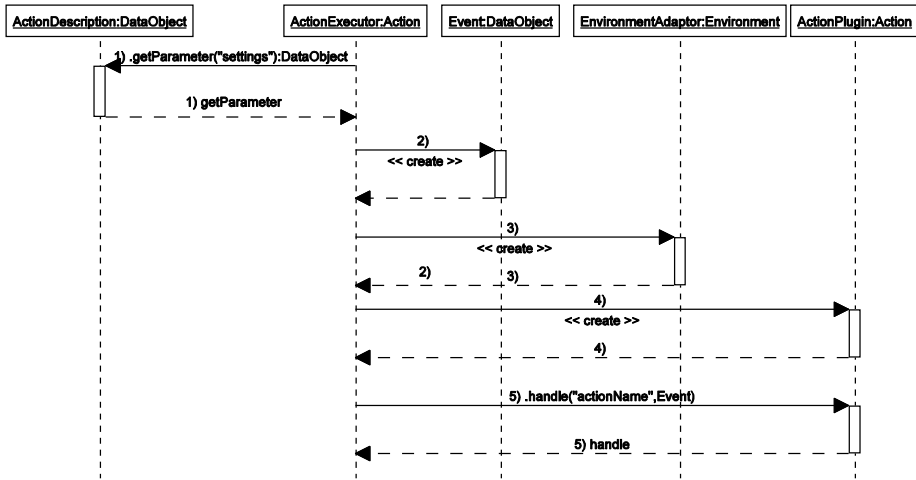 ActionDescription:DataObject ActionExecutor:Action Event:DataObject EnvironmentAdaptor:Environment ActionPlugin:Action
1) .getParameter("settings"):DataObject
1) getParameter
2)
<< create >>
3)
<< create >>
2) 3)
4)
<< create >>
4)
5) .handle("actionName",Event)
5) handle